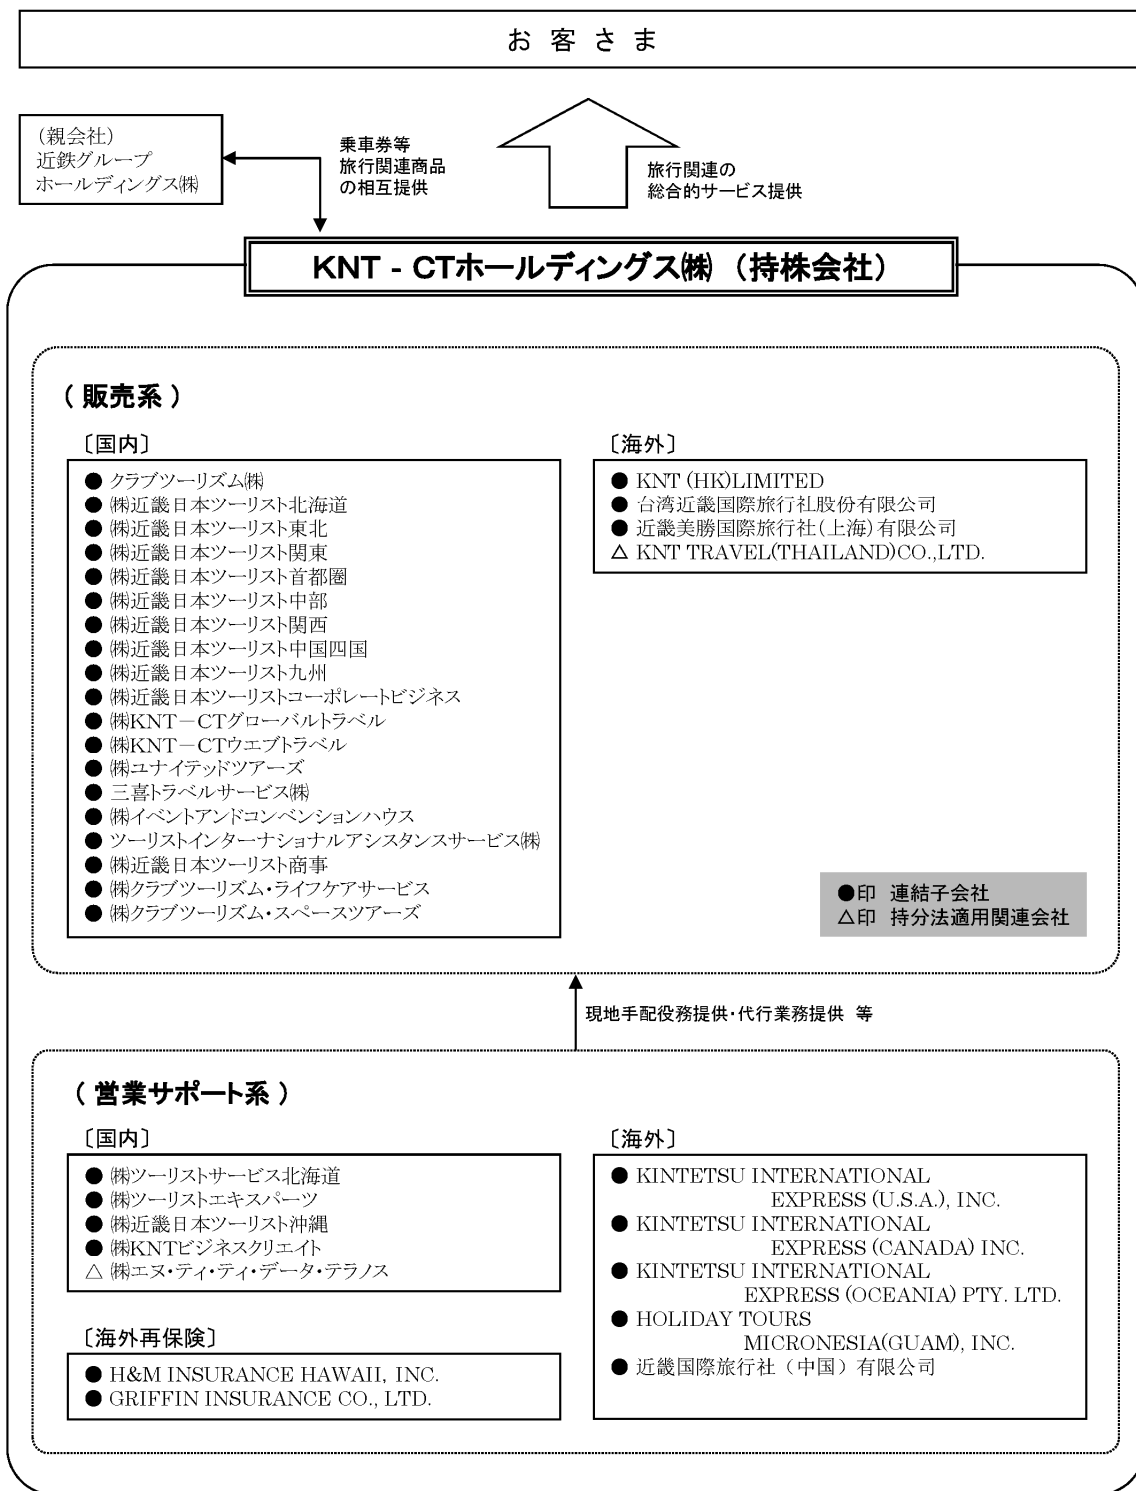 お客さま
(親会社)
近鉄グループ
ホールディングス㈱
乗車券等
旅行関連商品
の相互提供
旅行関連の
総合的サービス提供
KNT - CTホールディングス㈱ (持株会社)
( 販売系 )
〔国内〕
● クラブツーリズム㈱
● ㈱近畿日本ツーリスト北海道
● ㈱近畿日本ツーリスト東北
● ㈱近畿日本ツーリスト関東
● ㈱近畿日本ツーリスト首都圏
● ㈱近畿日本ツーリスト中部
● ㈱近畿日本ツーリスト関西
● ㈱近畿日本ツーリスト中国四国
● ㈱近畿日本ツーリスト九州
● ㈱近畿日本ツーリストコーポレートビジネス
● ㈱KNT－CTグローバルトラベル
● ㈱KNT－CTウエブトラベル
● ㈱ユナイテッドツアーズ
● 三喜トラベルサービス㈱
● ㈱イベントアンドコンベンションハウス
● ツーリストインターナショナルアシスタンスサービス㈱
● ㈱近畿日本ツーリスト商事
● ㈱クラブツーリズム・ライフケアサービス
● ㈱クラブツーリズム・スペースツアーズ
〔海外〕
● KNT (HK)LIMITED
● 台湾近畿国際旅行社股份有限公司
● 近畿美勝国際旅行社(上海)有限公司
△ KNT TRAVEL(THAILAND)CO.,LTD.
●印 連結子会社
△印 持分法適用関連会社
現地手配役務提供・代行業務提供 等
( 営業サポート系 )
〔国内〕
● ㈱ツーリストサービス北海道
● ㈱ツーリストエキスパーツ
● ㈱近畿日本ツーリスト沖縄
● ㈱KNTビジネスクリエイト
△ ㈱エヌ・ティ・ティ・データ・テラノス
〔海外再保険〕
● H&M INSURANCE HAWAII, INC.
● GRIFFIN INSURANCE CO., LTD.
〔海外〕
● KINTETSU INTERNATIONAL
EXPRESS (U.S.A.), INC.
● KINTETSU INTERNATIONAL
EXPRESS (CANADA) INC.
● KINTETSU INTERNATIONAL
EXPRESS (OCEANIA) PTY. LTD.
● HOLIDAY TOURS
MICRONESIA(GUAM), INC.
● 近畿国際旅行社（中国）有限公司